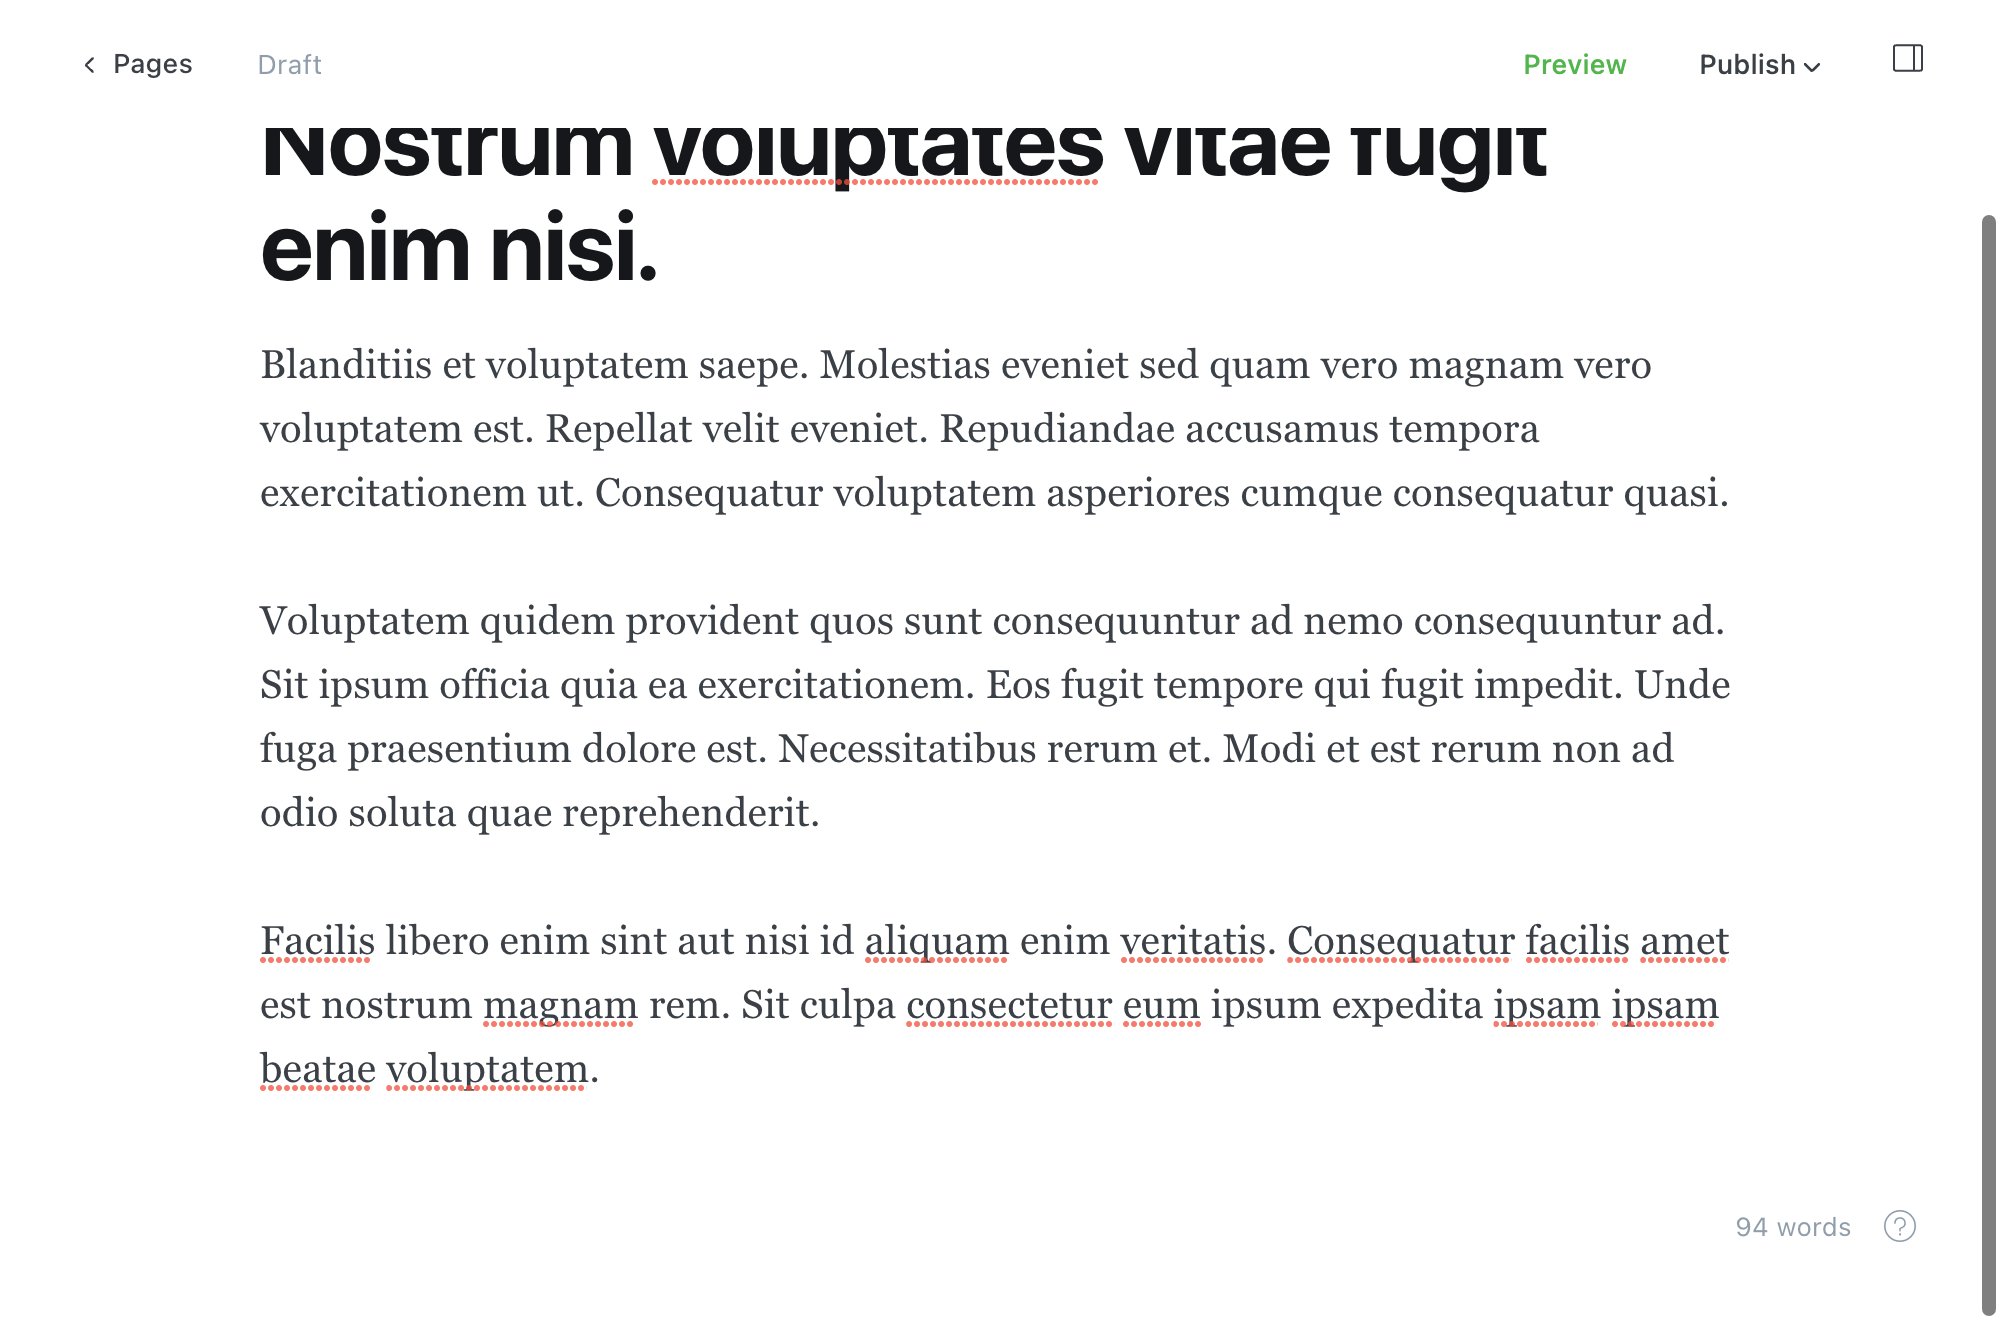 Pages
Draft
Preview
Publish
Nostrum voluptates vitae fugit
enim nisi.
Blanditiis et voluptatem saepe. Molestias eveniet sed quam vero magnam vero
voluptatem est. Repellat velit eveniet. Repudiandae accusamus tempora
exercitationem ut. Consequatur voluptatem asperiores cumque consequatur quasi.
Voluptatem quidem provident quos sunt consequuntur ad nemo consequuntur ad.
Sit ipsum officia quia ea exercitationem. Eos fugit tempore qui fugit impedit. Unde
fuga praesentium dolore est. Necessitatibus rerum et. Modi et est rerum non ad
odio soluta quae reprehenderit.
Facilis libero enim sint aut nisi id aliquam enim veritatis. Consequatur facilis amet
est nostrum magnam rem. Sit culpa consectetur eum ipsum expedita ipsam ipsam
beatae voluptatem.
94 words
?